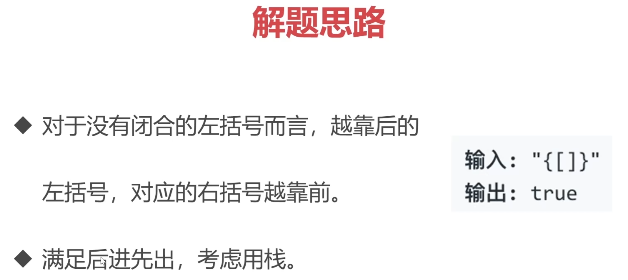 解题思路
◆ 对于没有闭合的左括号而言，越靠后的
左括号，对应的右括号越靠前。
输入: "{[]}"
输出: true
◆ 满足后进先出，考虑用栈。